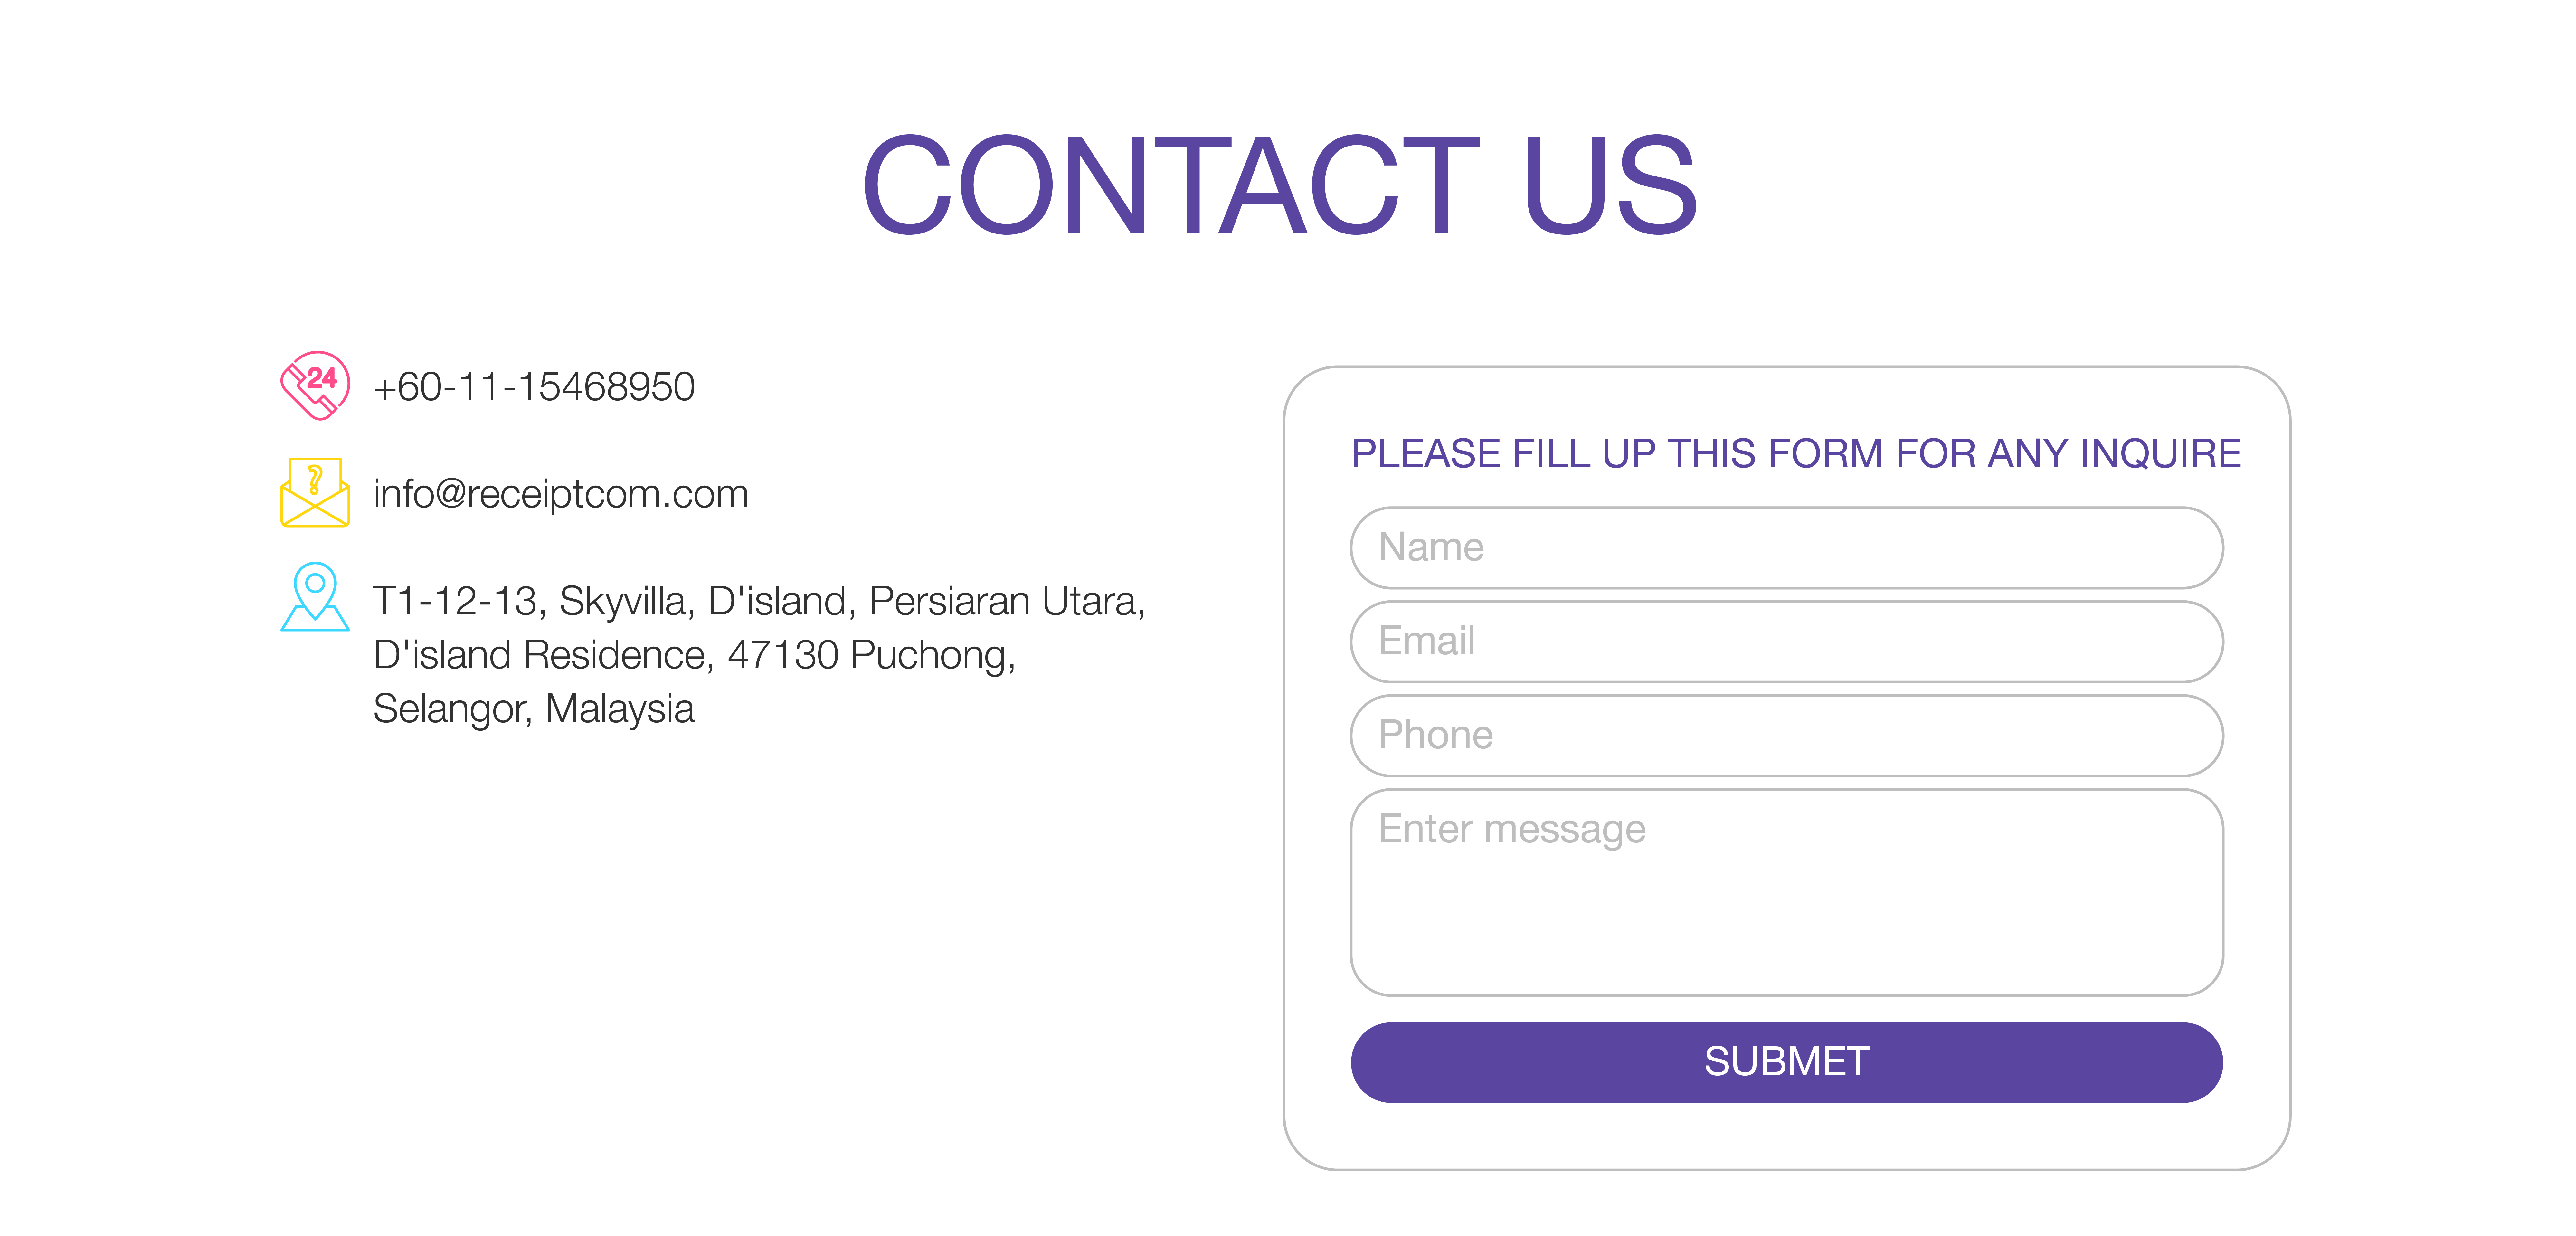 CONTACT US
24
+60-11-15468950
?
info@receiptcom.com
T1-12-13, Skyvilla, D'island, Persiaran Utara,
D'island Residence, 47130 Puchong,
Selangor, Malaysia
PLEASE FILL UP THIS FORM FOR ANY INQUIRE
Name
Email
Phone
Enter message
SUBMET